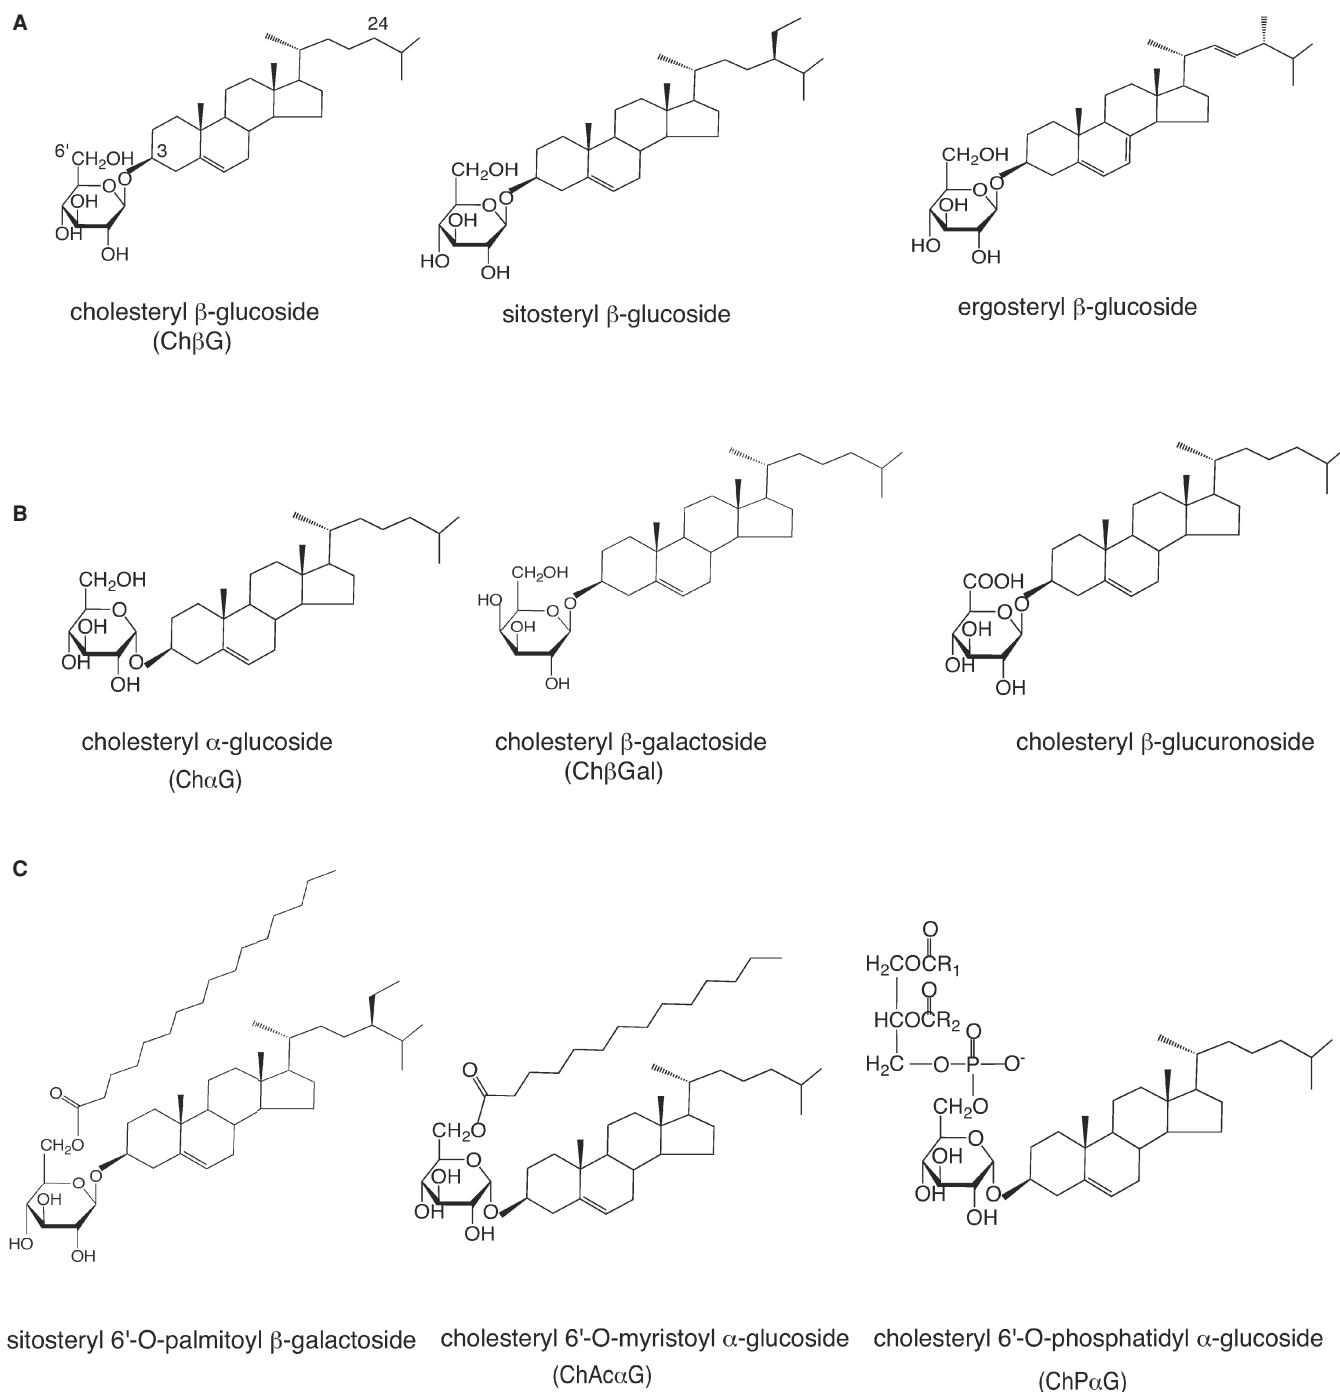 A
24
6'
CH2OH
3
O
O
OH
OH
OH
CH2OH
O
O
OH
HO
OH
CH2OH
O
O
OH
HO
OH
cholesteryl β-glucoside
(ChβG)
sitosteryl β-glucoside
ergosteryl β-glucoside
B
CH2OH
O
OH
OH
O
OH
CH2OH
HO
O
O
OH
OH
COOH
O
O
OH
OH
OH
cholesteryl α-glucoside
(ChαG)
cholesteryl β-galactoside
(ChβGal)
cholesteryl β-glucuronoside
C
O
CH2O
O
O
OH
HO
OH
O
CH2O
O
OH
OH
O
OH
O
H2COCR1
O
HCOCR2
O
H2C
O
P
O-
CH2O
O
OH
OH
O
OH
sitosteryl 6'-O-palmitoyl β-galactoside
cholesteryl 6'-O-myristoyl α-glucoside
(ChAcαG)
cholesteryl 6'-O-phosphatidyl α-glucoside
(ChPαG)